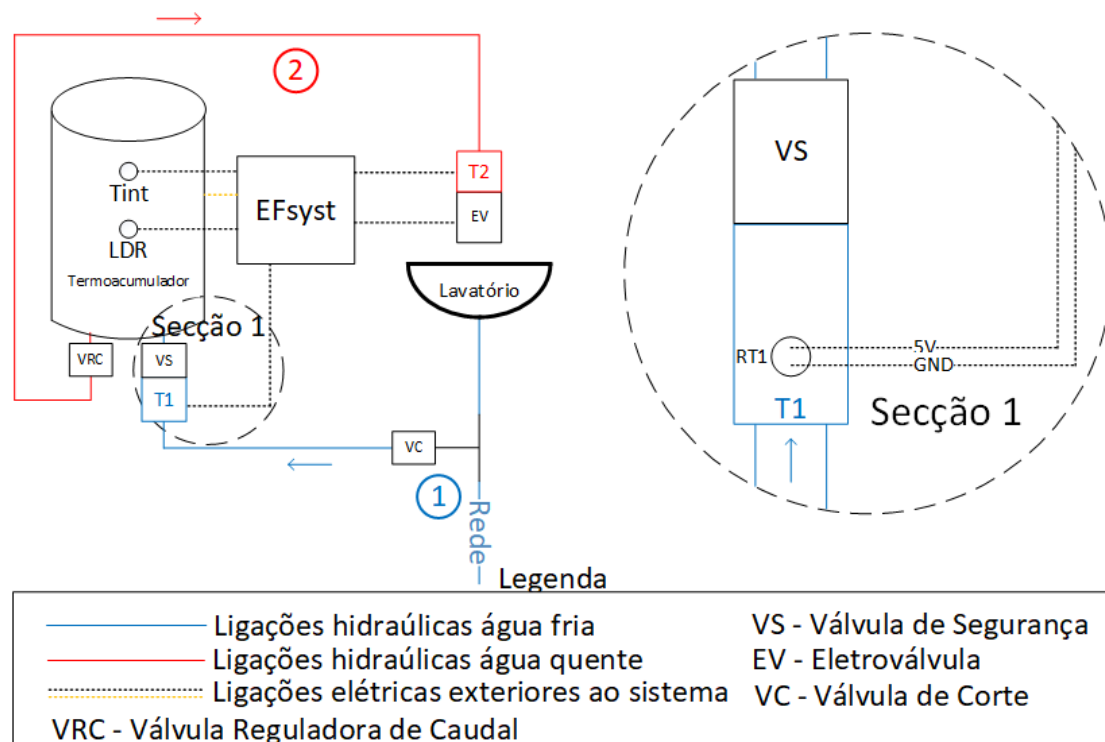 2
Tint
LDR
Termoacumulador
EFsyst
T2
EV
Lavatório
Secção 1
VRC
VS
T1
VC
1
Rede
VS
RT1
5V
GND
T1
Secção 1
Legenda
Ligações hidraúlicas água fria
Ligações hidraúlicas água quente
Ligações elétricas exteriores ao sistema
VRC - Válvula Reguladora de Caudal
VS - Válvula de Segurança
EV - Eletroválvula
VC - Válvula de Corte